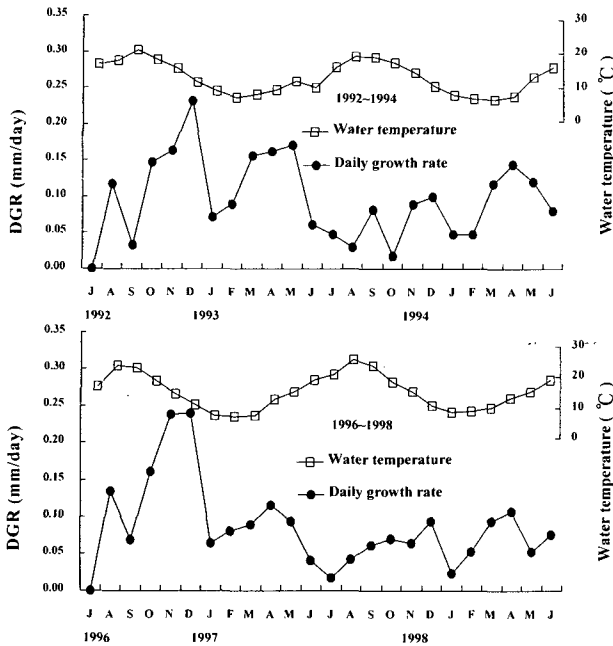 DGR (mm/day)
0.35
0.30
0.25
0.20
0.15
0.10
0.05
0.00
30
20
10
0
Water temperature ( °C)
1992~1994
Water temperature
Daily growth rate
J A S O N D J F M A M J J A S O N D J F M A M J
1992 1993 1994
DGR (mm/day)
0.35
0.30
0.25
0.20
0.15
0.10
0.05
0.00
30
20
10
0
Water temperature ( °C)
1996~1998
Water temperature
Daily growth rate
J A S O N D J F M A M J J A S O N D J F M A M J
1996 1997 1998